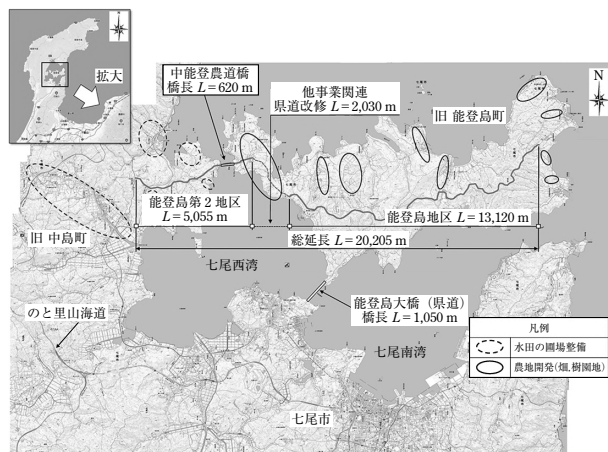 拡大
中能登農道橋
橋長 L＝620 m
他事業関連
県道改修 L＝2,030 m
旧 能登島町
N
能登島第2地区
L＝5,055 m
能登島地区 L＝13,120 m
旧 中島町
総延長 L＝20,205 m
七尾西湾
のと里山海道
能登島大橋（県道）
橋長 L＝1,050 m
七尾南湾
七尾市
凡例
水田の圃場整備
農地開発(畑,樹園地)